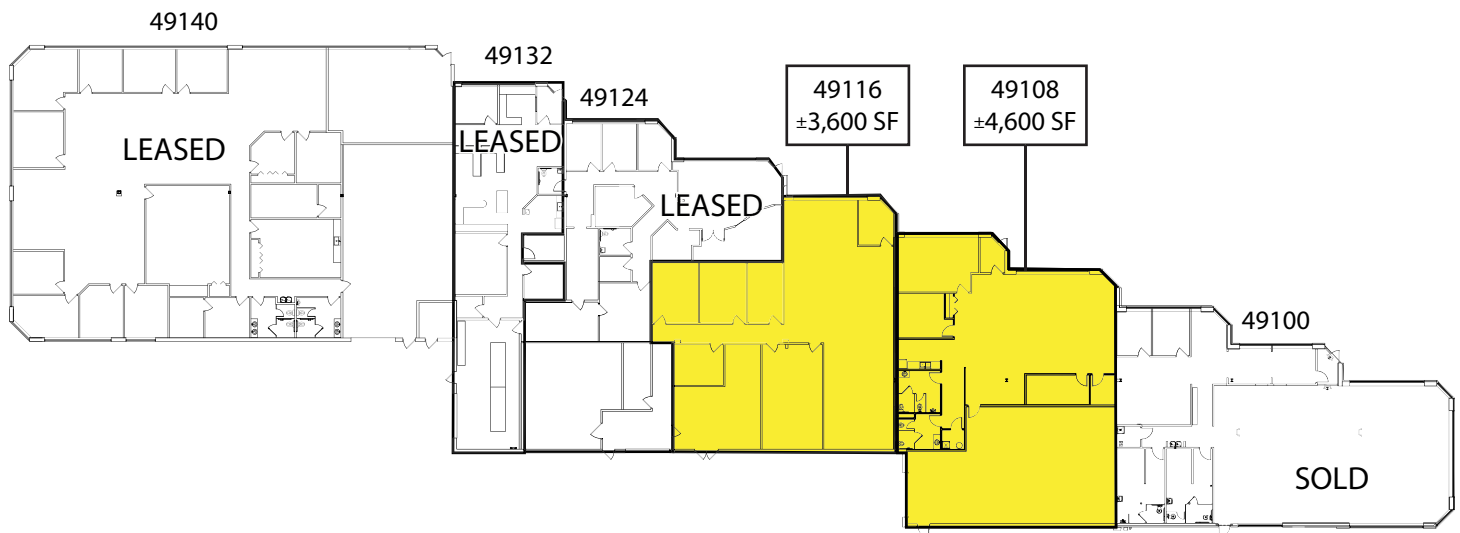 49140
49132
49124
49116
±3,600 SF
49108
±4,600 SF
LEASED
LEASED
LEASED
49100
SOLD